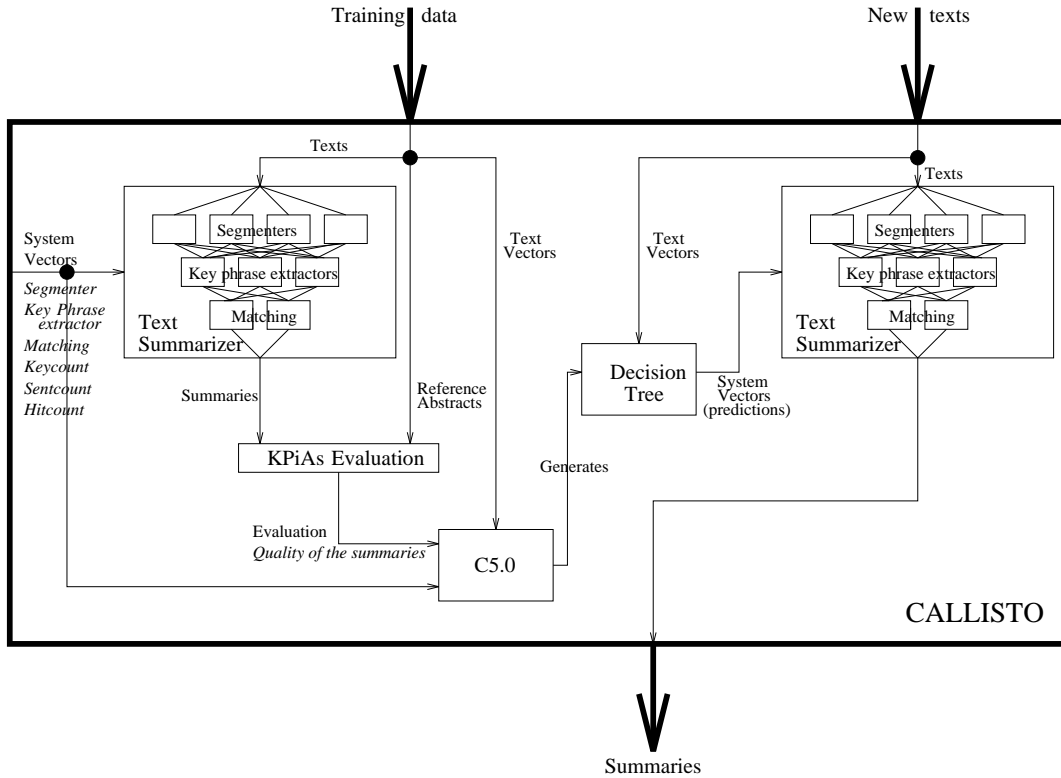 Training data
New texts
Texts
Texts
System
Vectors
Segmenter
Key Phrase
extractor
Matching
Keycount
Sentcount
Hitcount
Segmenters
Key phrase extractors
Matching
Text
Summarizer
Text
Vectors
Text
Vectors
Segmenters
Key phrase extractors
Matching
Text
Summarizer
Summaries
Reference
Abstracts
Decision
Tree
System
Vectors
(predictions)
KPiAs Evaluation
Generates
Evaluation
Quality of the summaries
C5.0
CALLISTO
Summaries